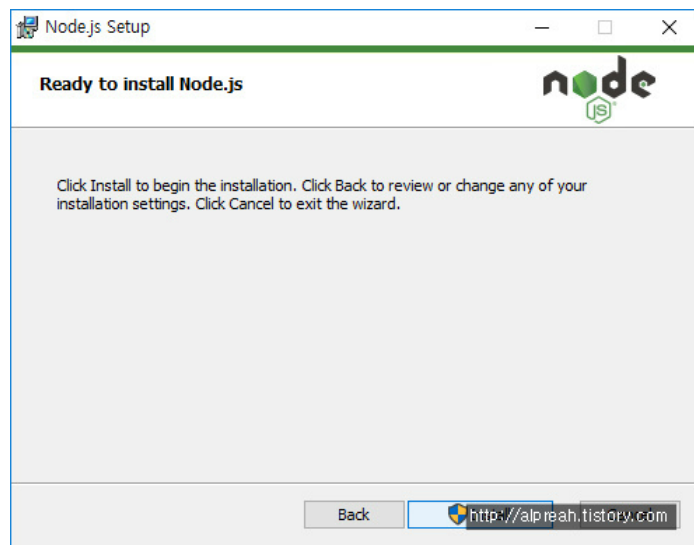 Node.js Setup
Ready to install Node.js
node
JS
Click Install to begin the installation. Click Back to review or change any of your
installation settings. Click Cancel to exit the wizard.
Back
http://alpreah.tistory.com